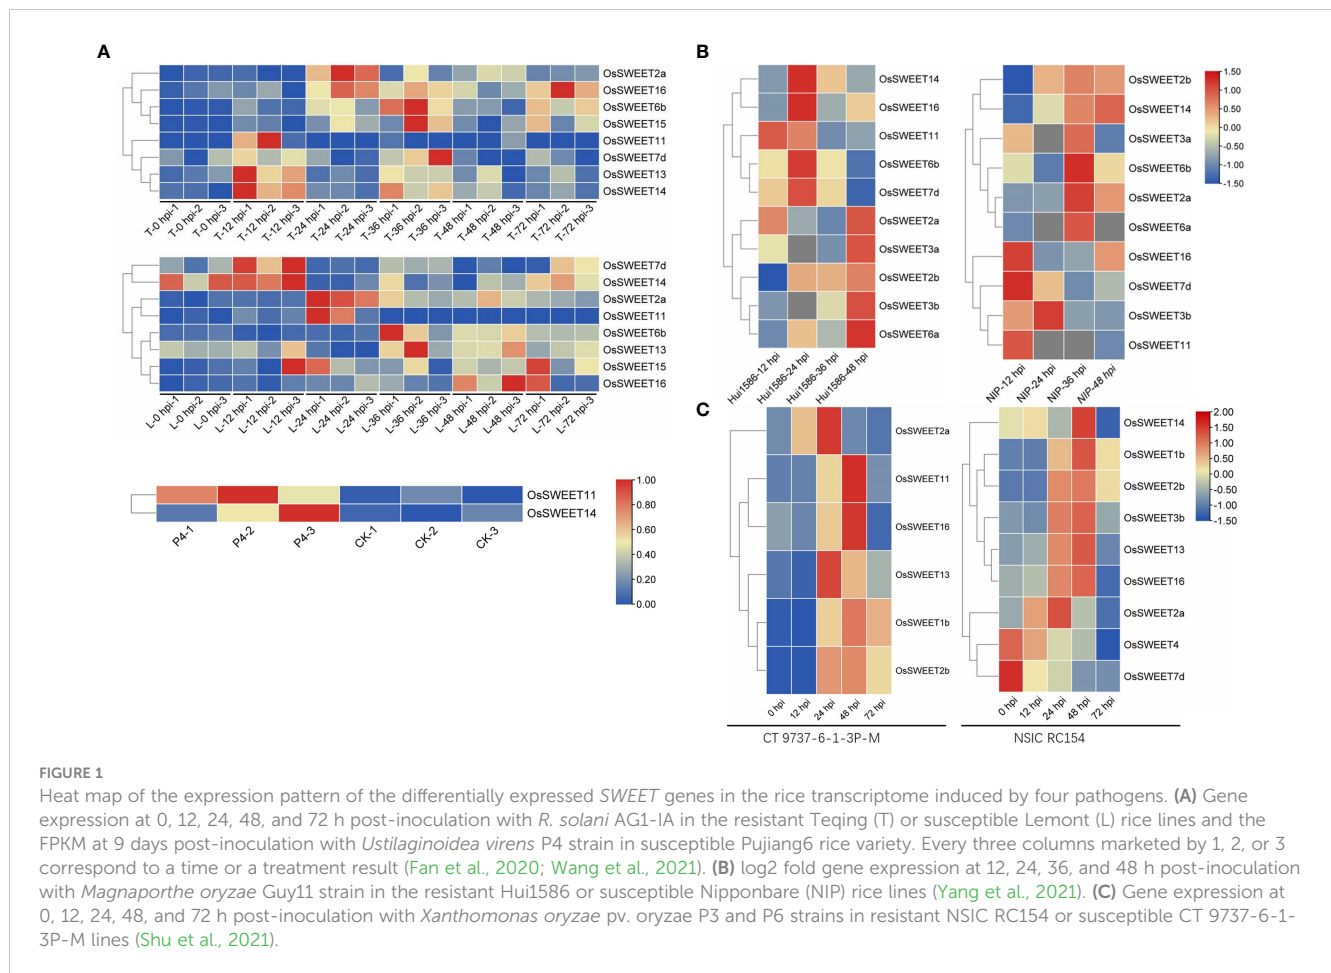 A
OsSWEET2a
OsSWEET16
OsSWEET6b
OsSWEET15
OsSWEET11
OsSWEET7d
OsSWEET13
OsSWEET14
T-0 hpi-1
T-0 hpi-2
T-0 hpi-3
T-12 hpi-1
T-12 hpi-2
T-12 hpi-3
T-24 hpi-1
T-24 hpi-2
T-24 hpi-3
T-36 hpi-1
T-36 hpi-2
T-36 hpi-3
T-48 hpi-1
T-48 hpi-2
T-48 hpi-3
T-72 hpi-1
T-72 hpi-2
T-72 hpi-3
OsSWEET7d
OsSWEET14
OsSWEET2a
OsSWEET11
OsSWEET6b
OsSWEET13
OsSWEET15
OsSWEET16
L-0 hpi-1
L-0 hpi-2
L-0 hpi-3
L-12 hpi-1
L-12 hpi-2
L-12 hpi-3
L-24 hpi-1
L-24 hpi-2
L-24 hpi-3
L-36 hpi-1
L-36 hpi-2
L-36 hpi-3
L-48 hpi-1
L-48 hpi-2
L-48 hpi-3
L-72 hpi-1
L-72 hpi-2
L-72 hpi-3
OsSWEET11
OsSWEET14
P4-1
P4-2
P4-3
CK-1
CK-2
CK-3
1.00
0.80
0.60
0.40
0.20
0.00
B
OsSWEET14
OsSWEET16
OsSWEET11
OsSWEET6b
OsSWEET7d
OsSWEET2a
OsSWEET3a
OsSWEET2b
OsSWEET3b
OsSWEET6a
Hui1586-12 hpi
Hui1586-24 hpi
Hui1586-36 hpi
Hui1586-48 hpi
OsSWEET2b
OsSWEET14
OsSWEET3a
OsSWEET6b
OsSWEET2a
OsSWEET6a
OsSWEET16
OsSWEET7d
OsSWEET3b
OsSWEET11
NIP-12 hpi
NIP-24 hpi
NIP-36 hpi
NIP-48 hpi
1.50
1.00
0.50
0.00
-0.50
-1.00
-1.50
C
OsSWEET2a
OsSWEET11
OsSWEET16
OsSWEET13
OsSWEET1b
OsSWEET2b
0 hpi
12 hpi
24 hpi
48 hpi
72 hpi
CT 9737-6-1-3P-M
OsSWEET14
OsSWEET1b
OsSWEET2b
OsSWEET3b
OsSWEET13
OsSWEET16
OsSWEET2a
OsSWEET4
OsSWEET7d
0 hpi
12 hpi
24 hpi
48 hpi
72 hpi
NSIC RC154
2.00
1.50
1.00
0.50
0.00
-0.50
-1.00
-1.50
FIGURE 1
Heat map of the expression pattern of the differentially expressed SWEET genes in the rice transcriptome induced by four pathogens. (A) Gene
expression at 0, 12, 24, 48, and 72 h post-inoculation with R. solani AG1-IA in the resistant Teqing (T) or susceptible Lemont (L) rice lines and the
FPKM at 9 days post-inoculation with Ustilaginoidea virens P4 strain in susceptible Pujiang6 rice variety. Every three columns marketed by 1, 2, or 3
correspond to a time or a treatment result (Fan et al., 2020; Wang et al., 2021). (B) log2 fold gene expression at 12, 24, 36, and 48 h post-inoculation
with Magnaporthe oryzae Guy11 strain in the resistant Hui1586 or susceptible Nipponbare (NIP) rice lines (Yang et al., 2021). (C) Gene expression at
0, 12, 24, 48, and 72 h post-inoculation with Xanthomonas oryzae pv. oryzae P3 and P6 strains in resistant NSIC RC154 or susceptible CT 9737-6-1-
3P-M lines (Shu et al., 2021).